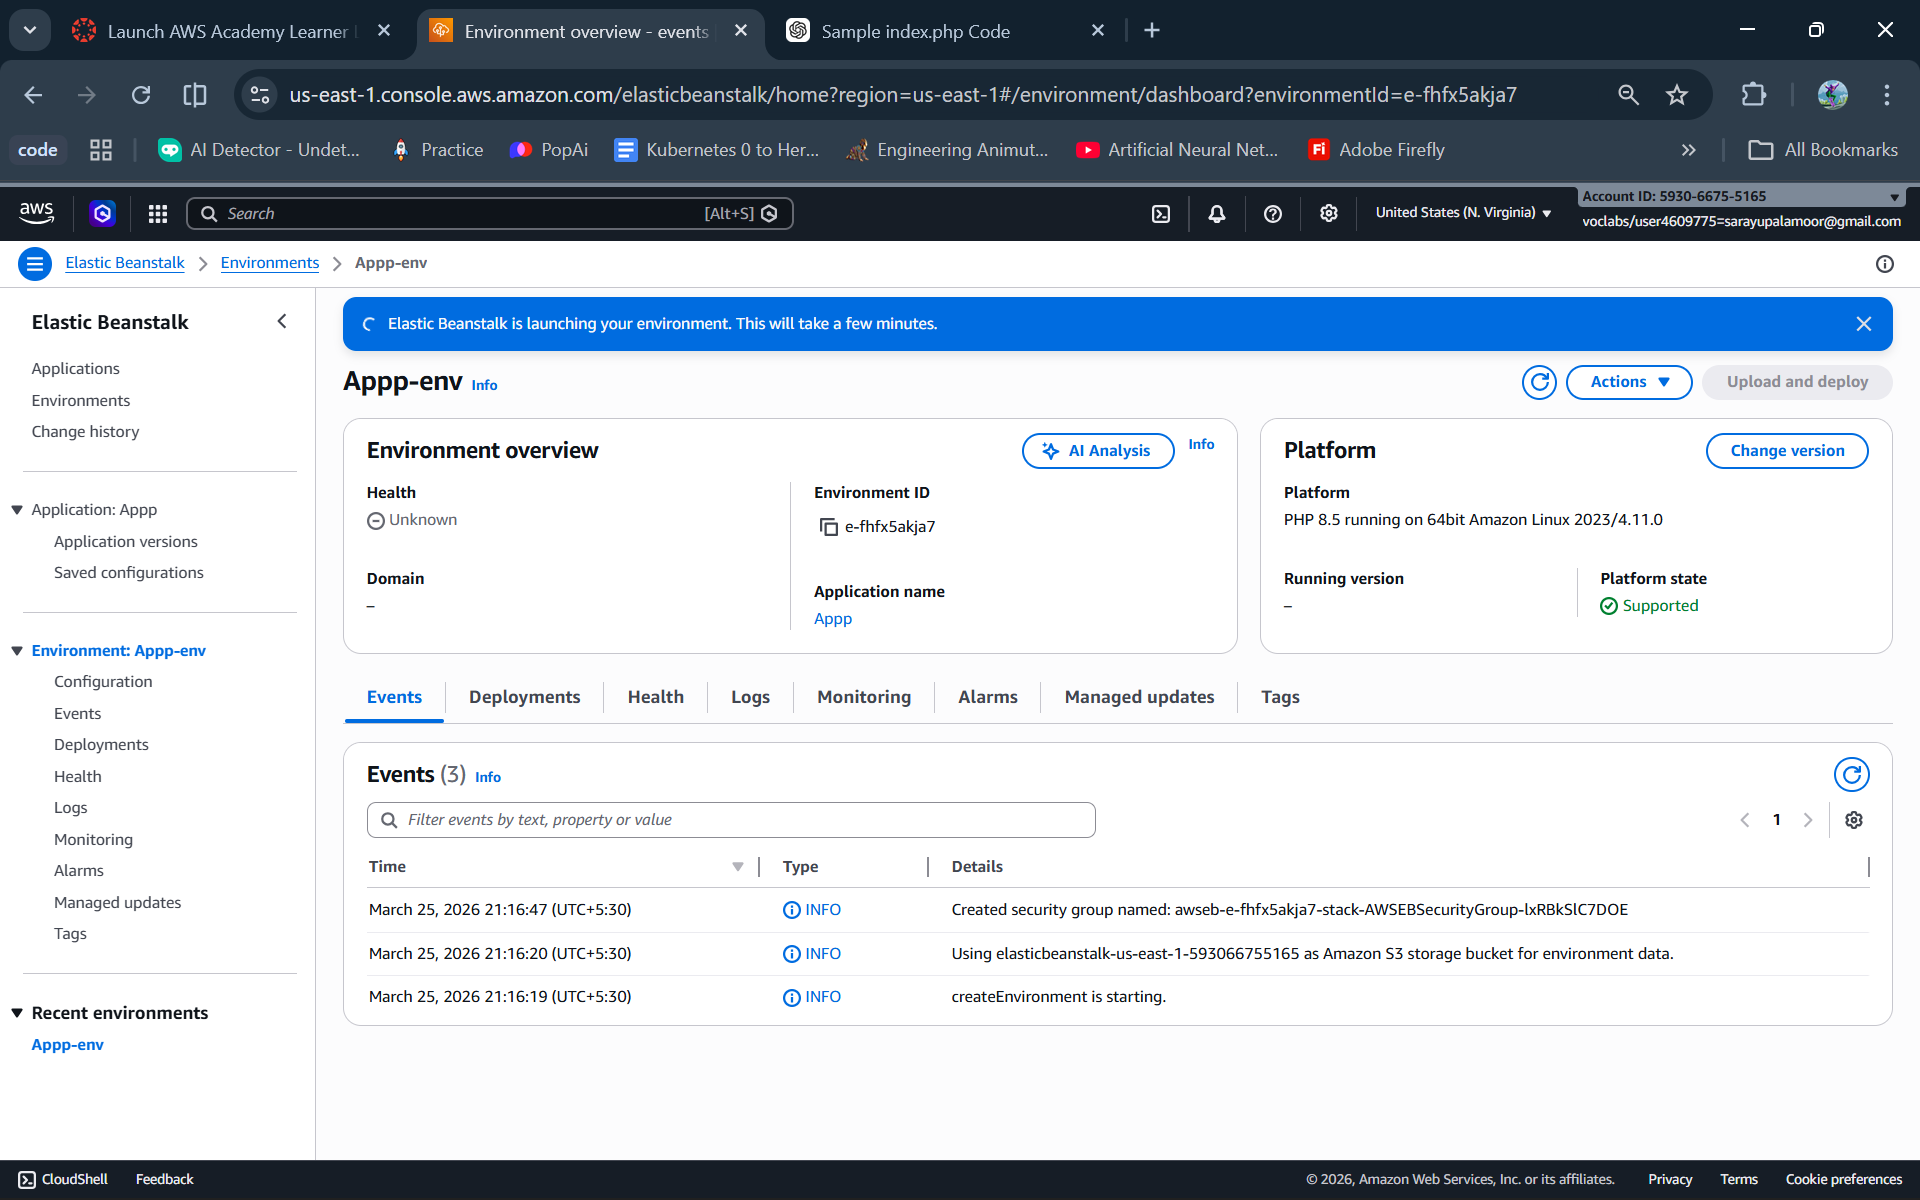 Launch AWS Academy Learner
Environment overview - events
Sample index.php Code
us-east-1.console.aws.amazon.com/elasticbeanstalk/home?region=us-east-1#/environment/dashboard?environmentId=e-fhfx5akja7
code
AI Detector - Undet...
Practice
PopAi
Kubernetes 0 to Her...
Engineering Animut...
Artificial Neural Net...
Fi
Adobe Firefly
All Bookmarks
aws
Search
[Alt+S]
United States (N. Virginia)
Account ID: 5930-6675-5165
voclabs/user4609775=sarayupalamoor@gmail.com
Elastic Beanstalk
Environments
Appp-env
Elastic Beanstalk
Applications
Environments
Change history
Application: Appp
Application versions
Saved configurations
Environment: Appp-env
Configuration
Events
Deployments
Health
Logs
Monitoring
Alarms
Managed updates
Tags
Recent environments
Appp-env
Elastic Beanstalk is launching your environment. This will take a few minutes.
Appp-env Info
Actions
Upload and deploy
Environment overview
AI Analysis
Info
Health
Unknown
Environment ID
e-fhfx5akja7
Domain
–
Application name
Appp
Platform
Change version
Platform
PHP 8.5 running on 64bit Amazon Linux 2023/4.11.0
Running version
–
Platform state
Supported
Events
Deployments
Health
Logs
Monitoring
Alarms
Managed updates
Tags
Events (3) Info
Filter events by text, property or value
1
Time Type Details
March 25, 2026 21:16:47 (UTC+5:30) INFO Created security group named: awseb-e-fhfx5akja7-stack-AWSEBSecurityGroup-lxRBkSlC7DOE
March 25, 2026 21:16:20 (UTC+5:30) INFO Using elasticbeanstalk-us-east-1-593066755165 as Amazon S3 storage bucket for environment data.
March 25, 2026 21:16:19 (UTC+5:30) INFO createEnvironment is starting.
CloudShell
Feedback
© 2026, Amazon Web Services, Inc. or its affiliates.
Privacy
Terms
Cookie preferences